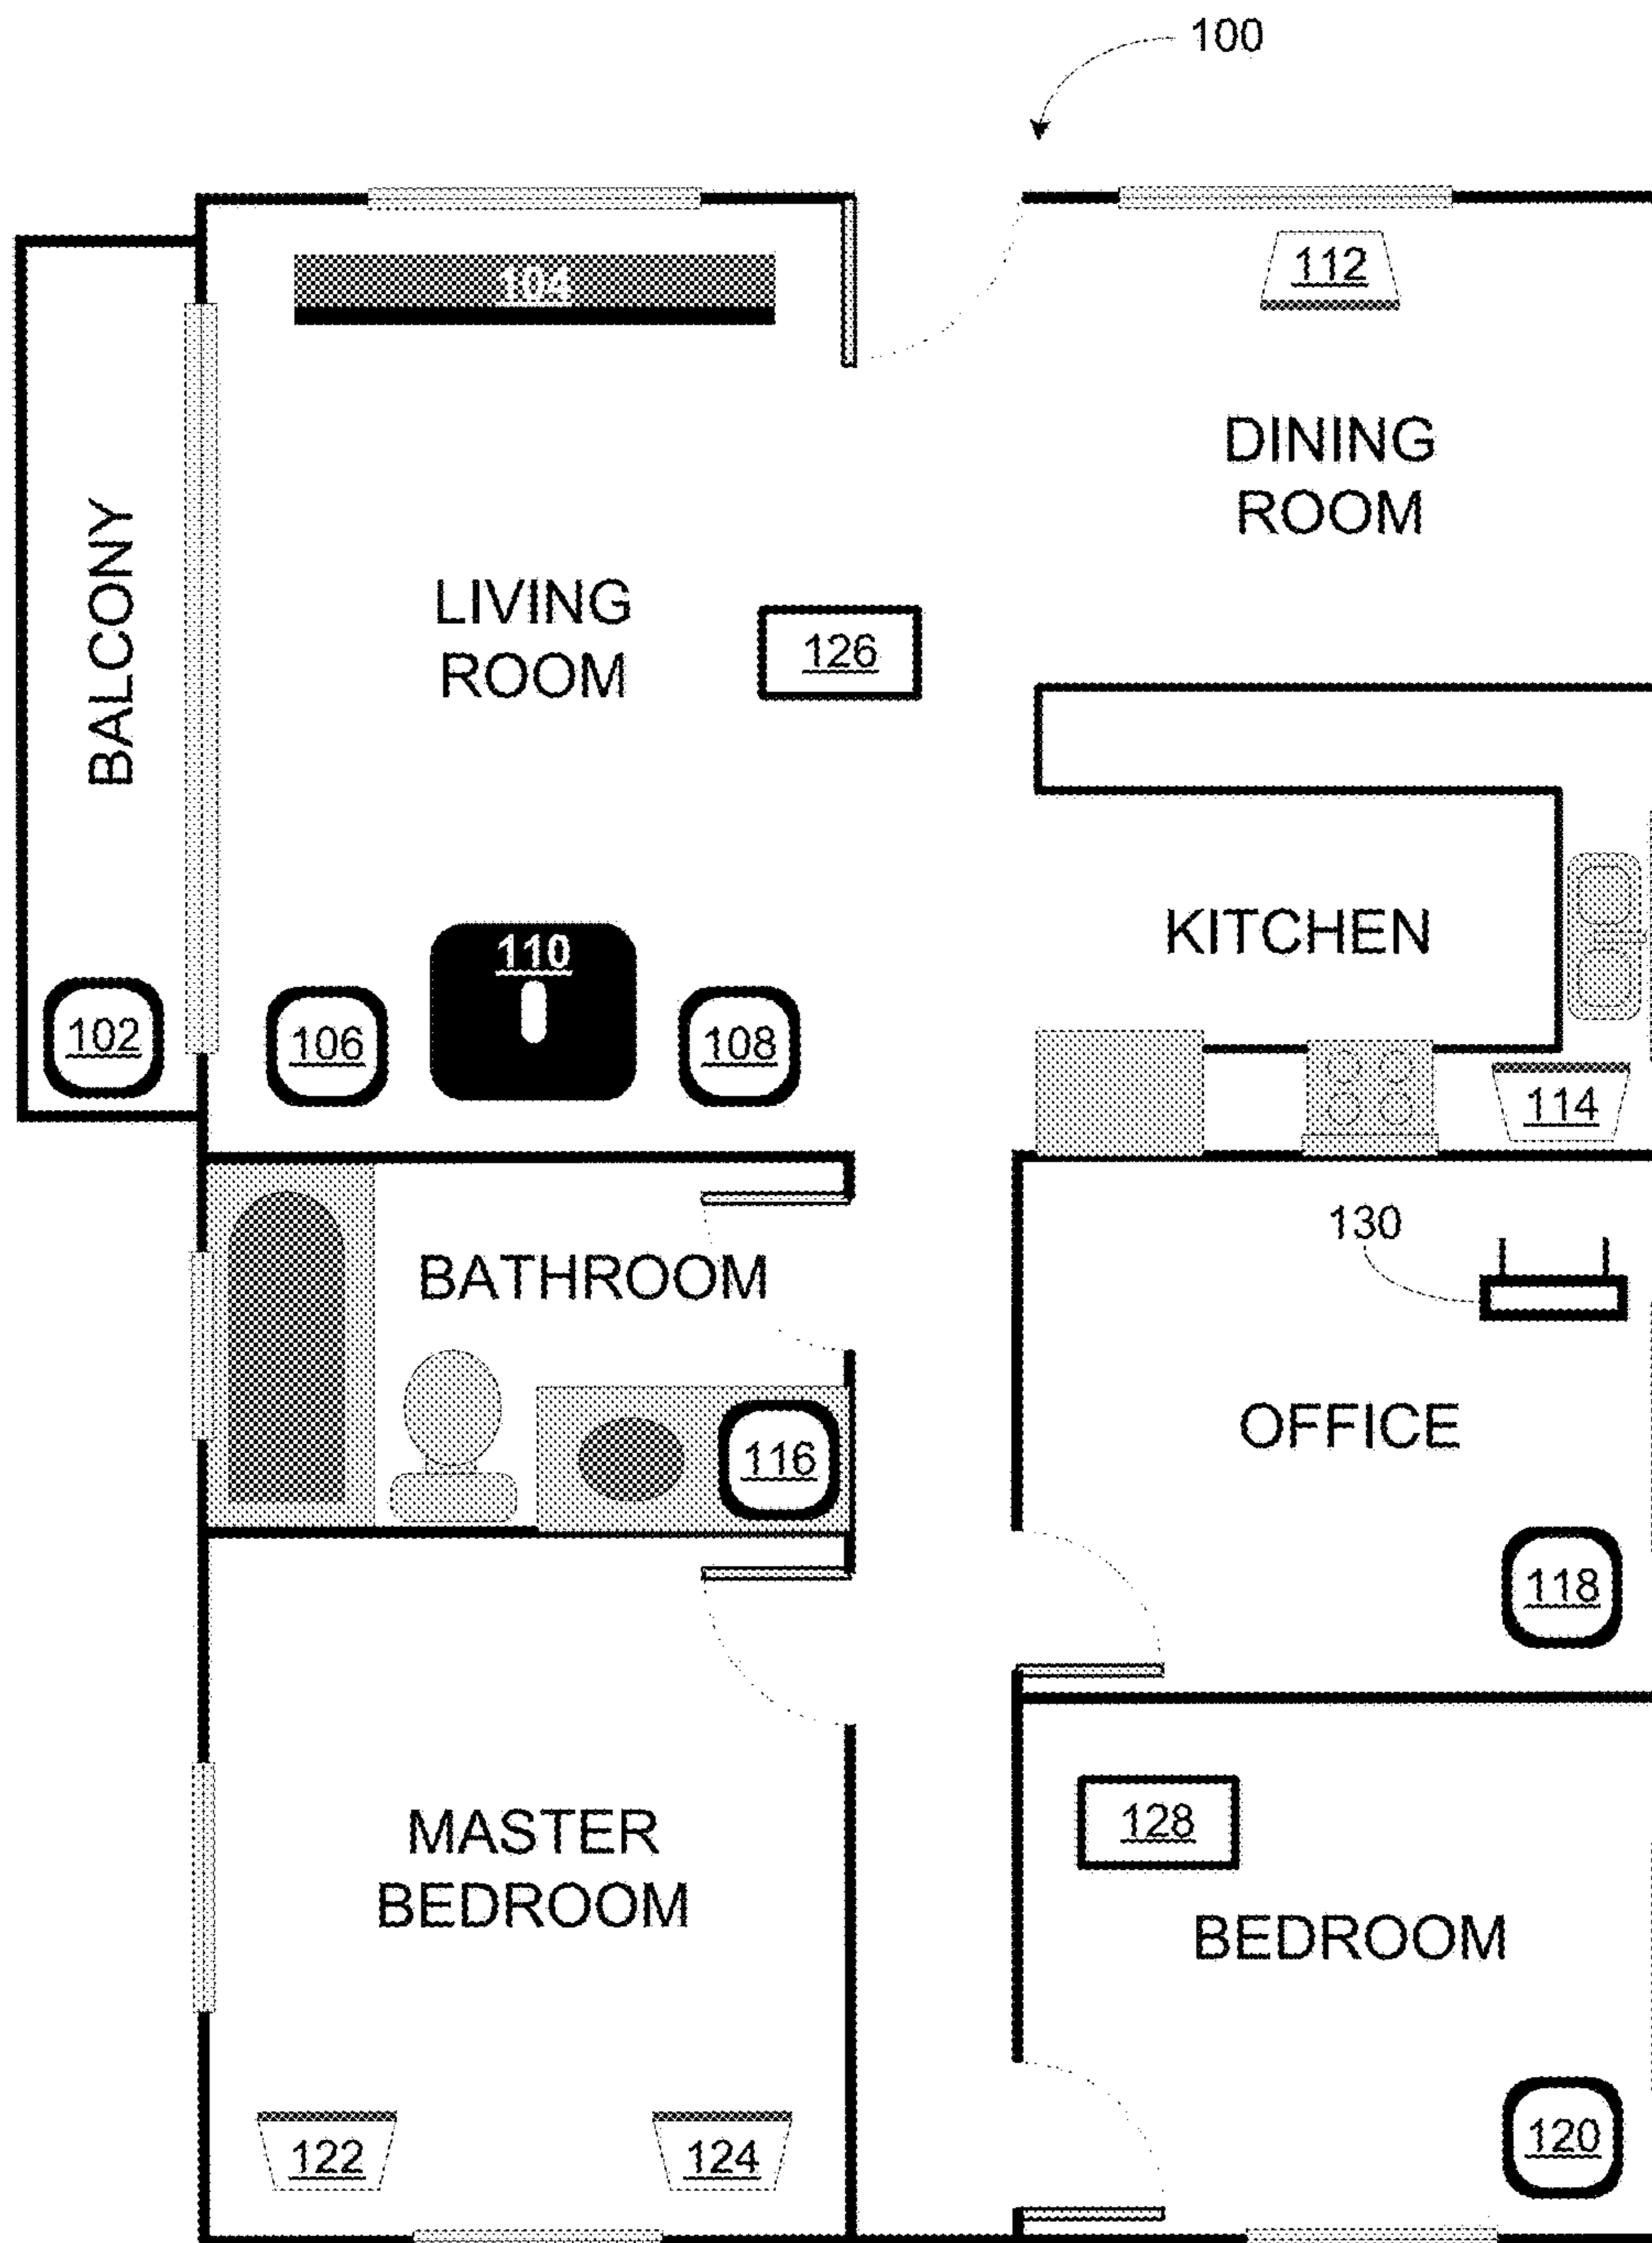 100
104
112
DINING
ROOM
BALCONY
LIVING
ROOM
126
KITCHEN
110
102
106
108
114
130
BATHROOM
OFFICE
116
118
128
MASTER
BEDROOM
BEDROOM
122
124
120